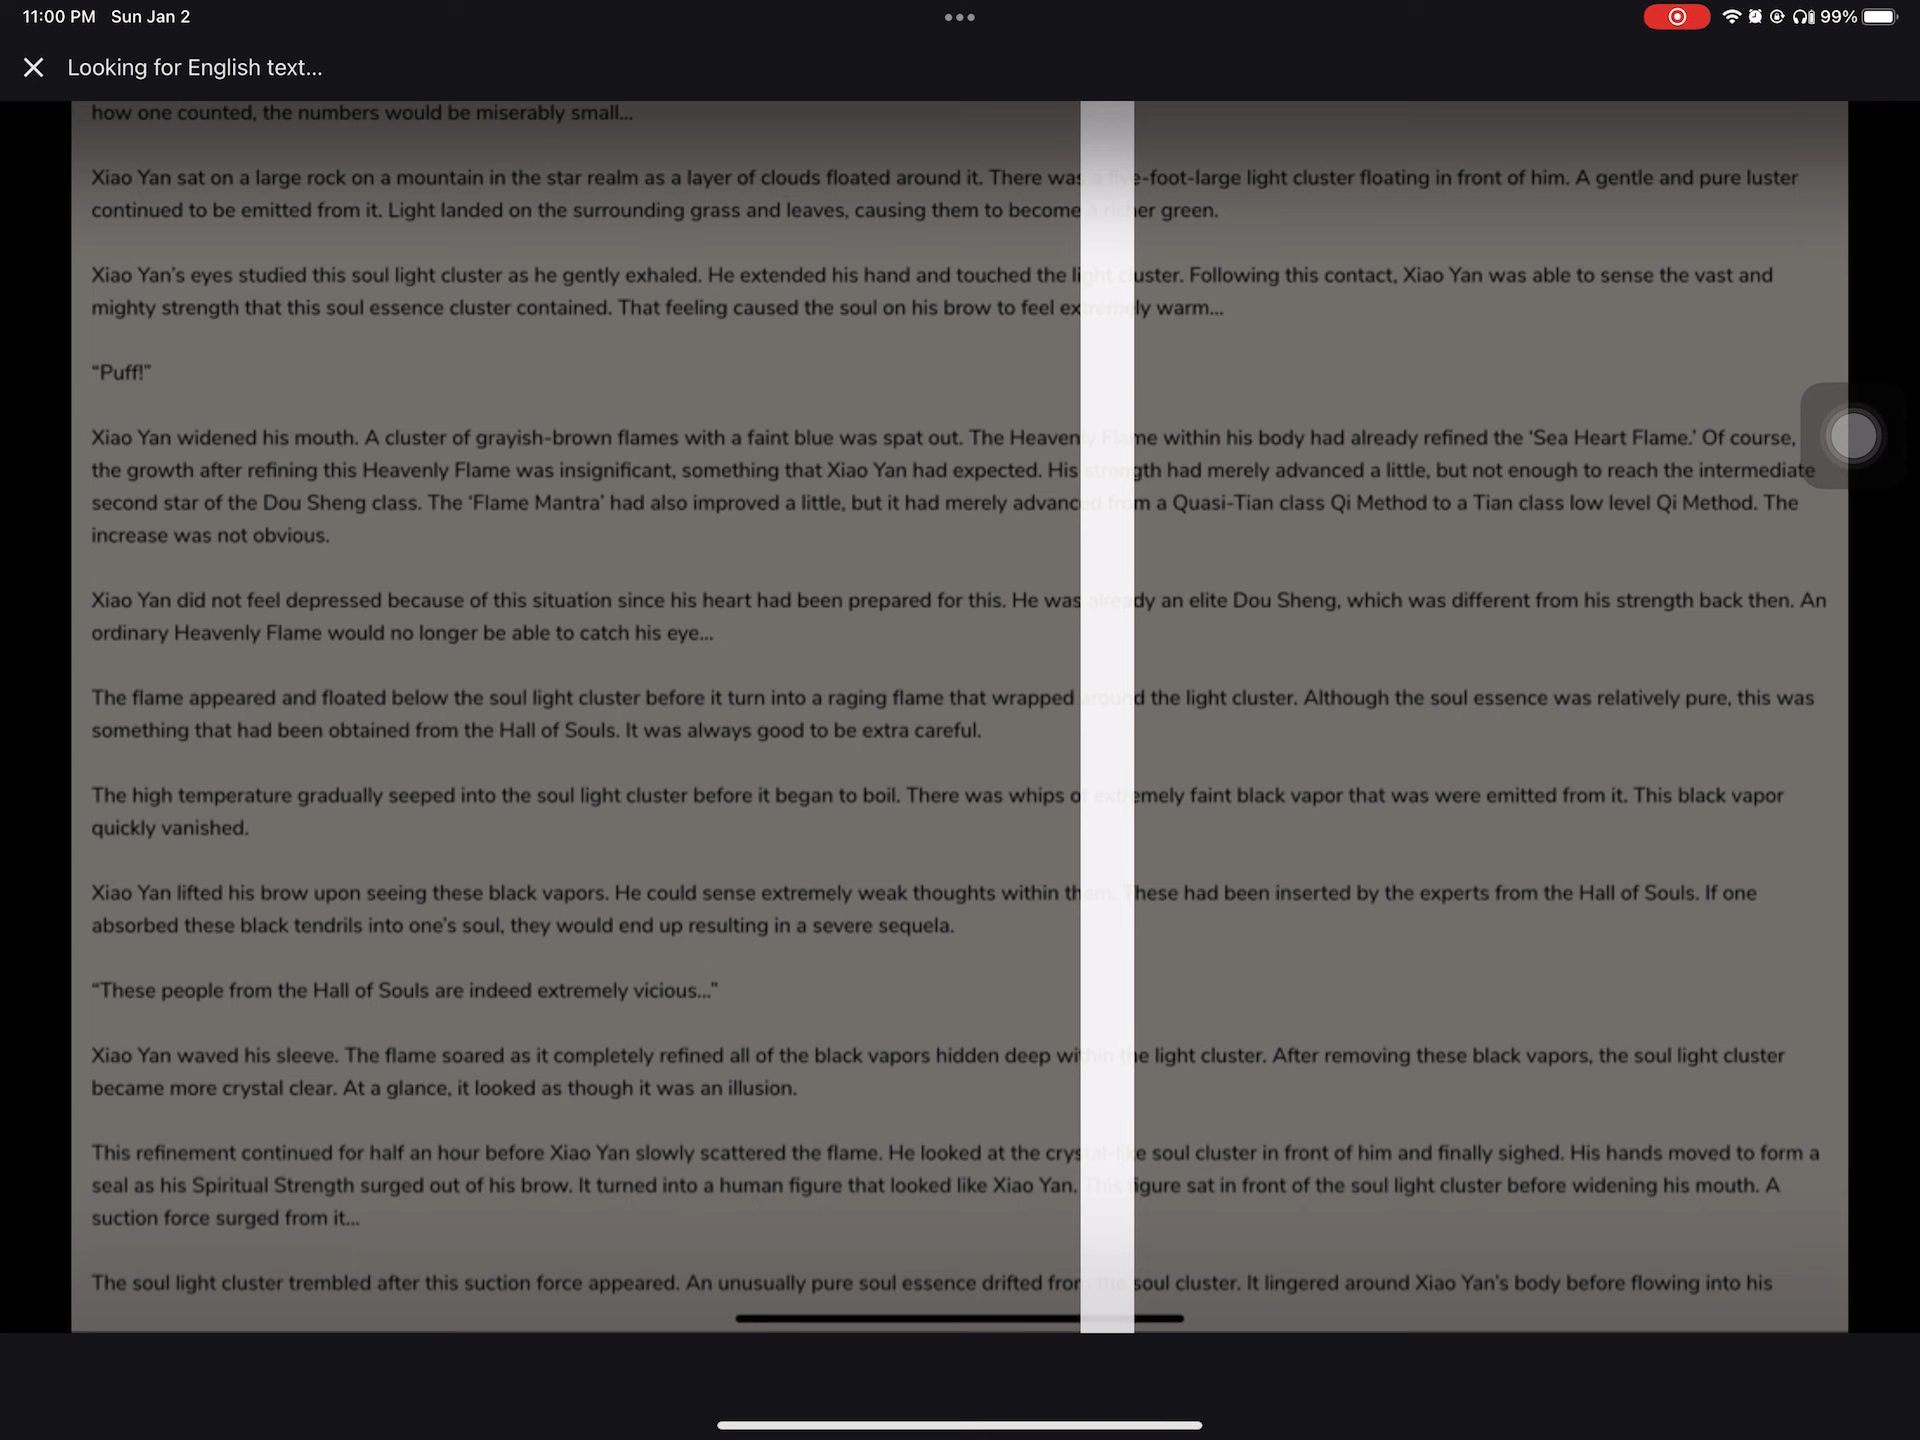 11:00 PM Sun Jan 2
99%
Looking for English text...
how one counted, the numbers would be miserably small...
Xiao Yan sat on a large rock on a mountain in the star realm as a layer of clouds floated around it. There was a five-foot-large light cluster floating in front of him. A gentle and pure luster
continued to be emitted from it. Light landed on the surrounding grass and leaves, causing them to become a richer green.
Xiao Yan’s eyes studied this soul light cluster as he gently exhaled. He extended his hand and touched the light cluster. Following this contact, Xiao Yan was able to sense the vast and
mighty strength that this soul essence cluster contained. That feeling caused the soul on his brow to feel extremely warm...
“Puff!”
Xiao Yan widened his mouth. A cluster of grayish-brown flames with a faint blue was spat out. The Heavenly Flame within his body had already refined the ‘Sea Heart Flame.’ Of course,
the growth after refining this Heavenly Flame was insignificant, something that Xiao Yan had expected. His strength had merely advanced a little, but not enough to reach the intermediate
second star of the Dou Sheng class. The ‘Flame Mantra’ had also improved a little, but it had merely advanced from a Quasi-Tian class Qi Method to a Tian class low level Qi Method. The
increase was not obvious.
Xiao Yan did not feel depressed because of this situation since his heart had been prepared for this. He was already an elite Dou Sheng, which was different from his strength back then. An
ordinary Heavenly Flame would no longer be able to catch his eye...
The flame appeared and floated below the soul light cluster before it turn into a raging flame that wrapped around the light cluster. Although the soul essence was relatively pure, this was
something that had been obtained from the Hall of Souls. It was always good to be extra careful.
The high temperature gradually seeped into the soul light cluster before it began to boil. There was whips of extremely faint black vapor that was were emitted from it. This black vapor
quickly vanished.
Xiao Yan lifted his brow upon seeing these black vapors. He could sense extremely weak thoughts within them. These had been inserted by the experts from the Hall of Souls. If one
absorbed these black tendrils into one’s soul, they would end up resulting in a severe sequela.
“These people from the Hall of Souls are indeed extremely vicious...”
Xiao Yan waved his sleeve. The flame soared as it completely refined all of the black vapors hidden deep within the light cluster. After removing these black vapors, the soul light cluster
became more crystal clear. At a glance, it looked as though it was an illusion.
This refinement continued for half an hour before Xiao Yan slowly scattered the flame. He looked at the crystal-like soul cluster in front of him and finally sighed. His hands moved to form a
seal as his Spiritual Strength surged out of his brow. It turned into a human figure that looked like Xiao Yan. This figure sat in front of the soul light cluster before widening his mouth. A
suction force surged from it...
The soul light cluster trembled after this suction force appeared. An unusually pure soul essence drifted from the soul cluster. It lingered around Xiao Yan’s body before flowing into his